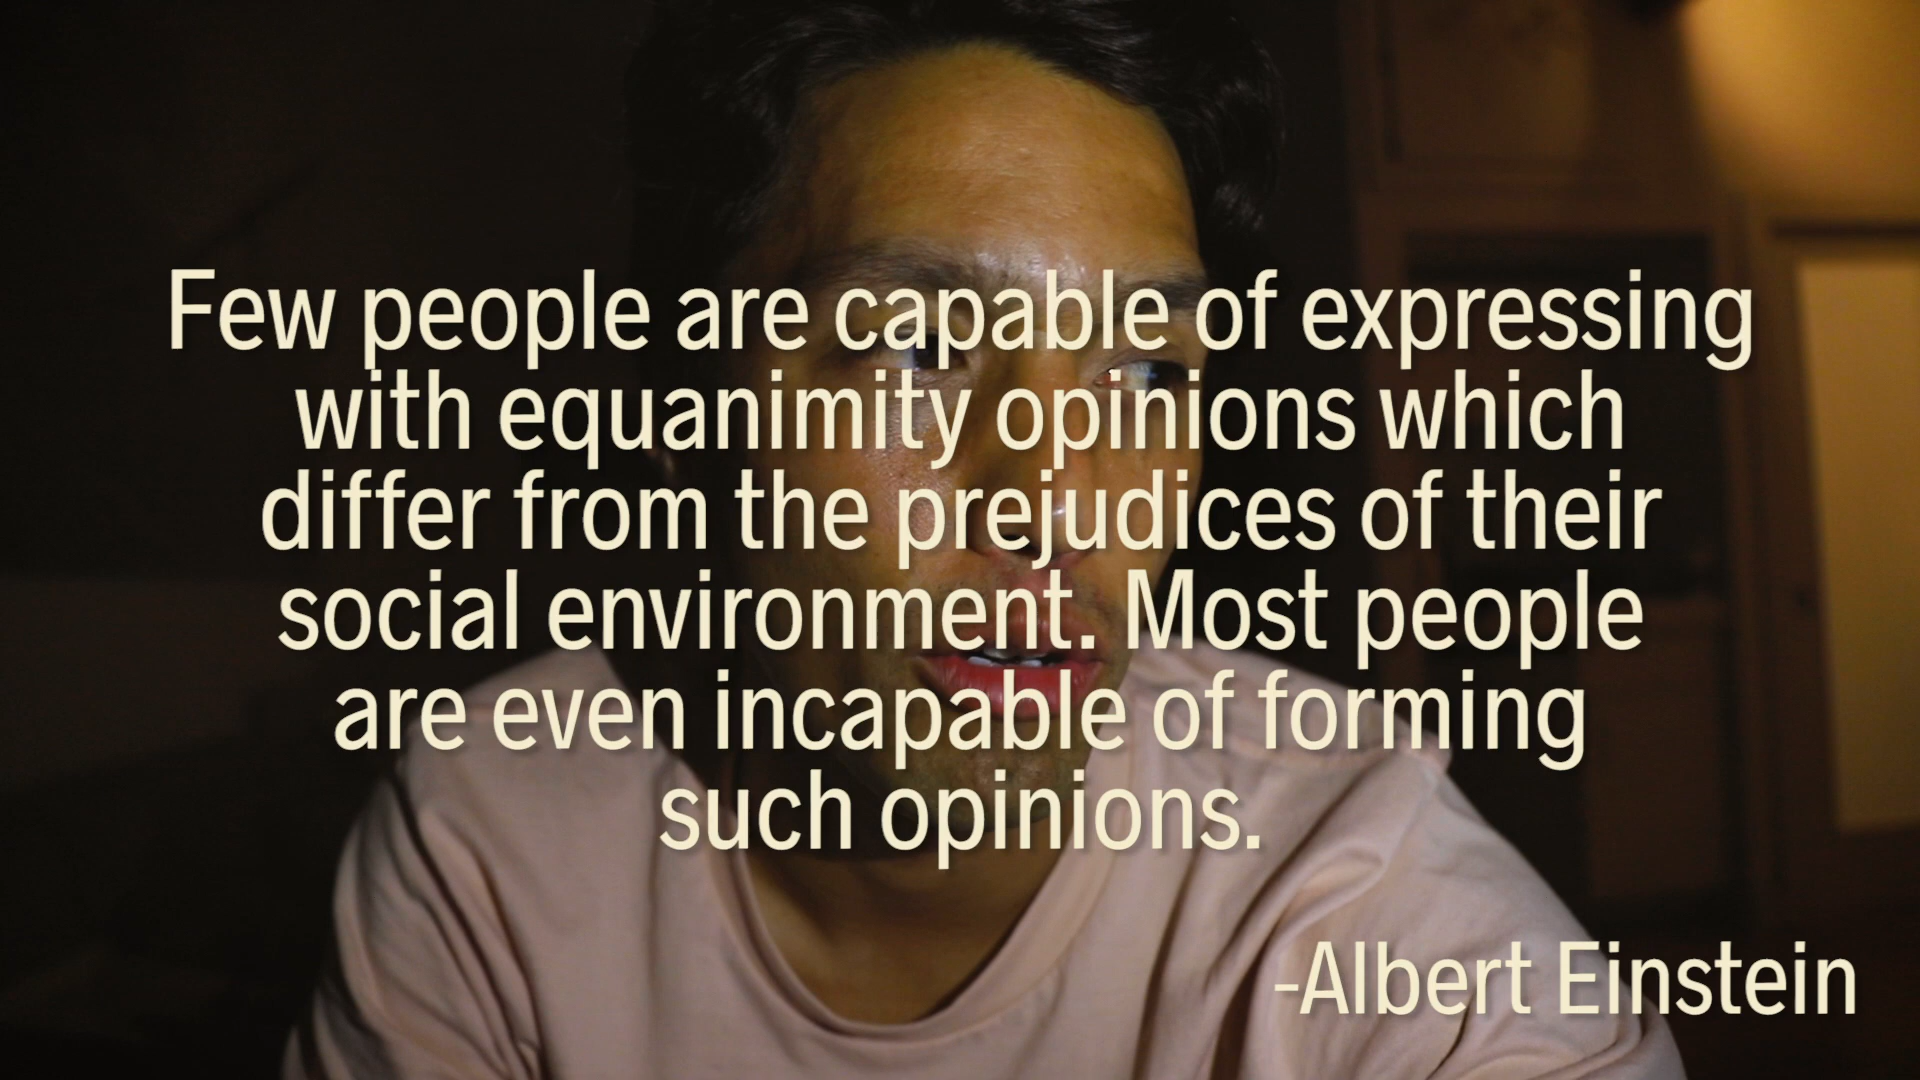 Few people are capable of expressing
with equanimity opinions which
differ from the prejudices of their
social environment. Most people
are even incapable of forming
such opinions.
-Albert Einstein